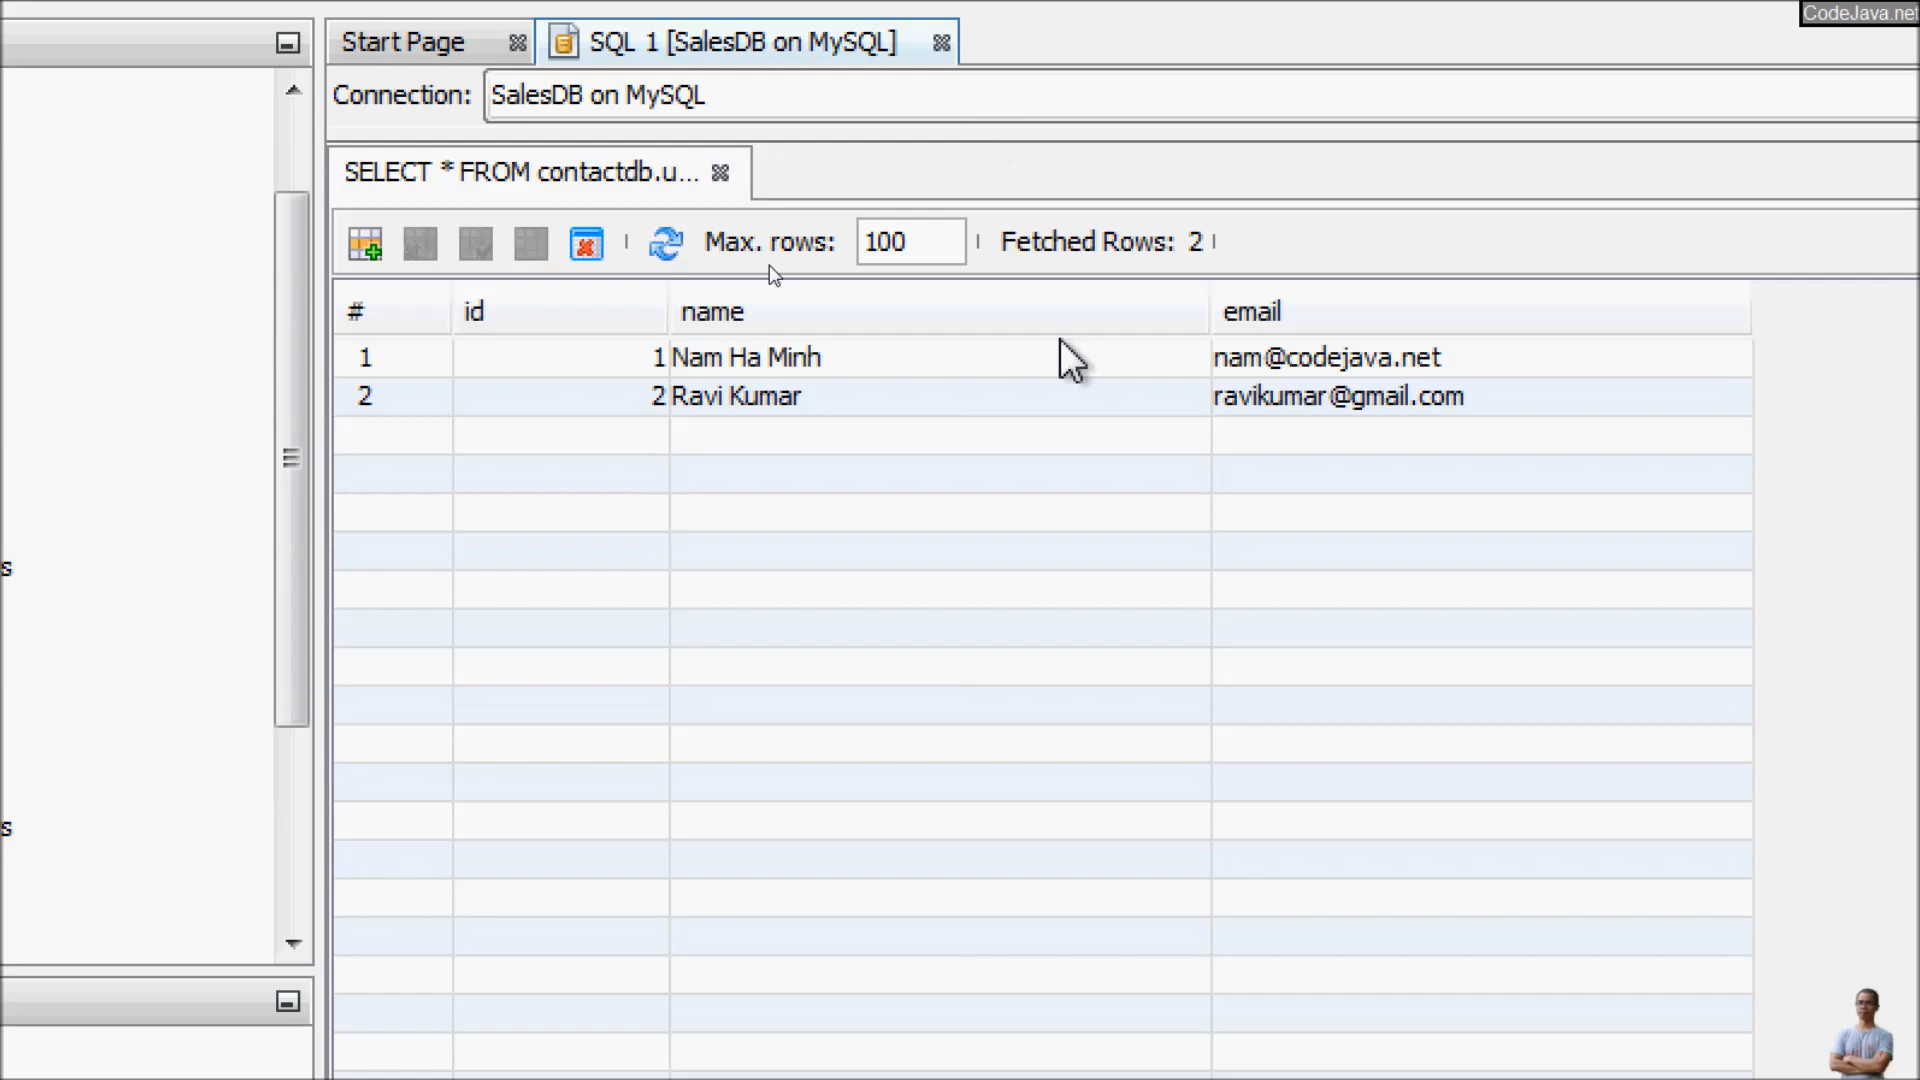 CodeJava.net
Start Page
SQL 1 [SalesDB on MySQL]
Connection: SalesDB on MySQL
SELECT * FROM contactdb.u...
Max. rows: 100 Fetched Rows: 2
# id name email
1 1 Nam Ha Minh nam@codejava.net
2 2 Ravi Kumar ravikumar@gmail.com
s
s